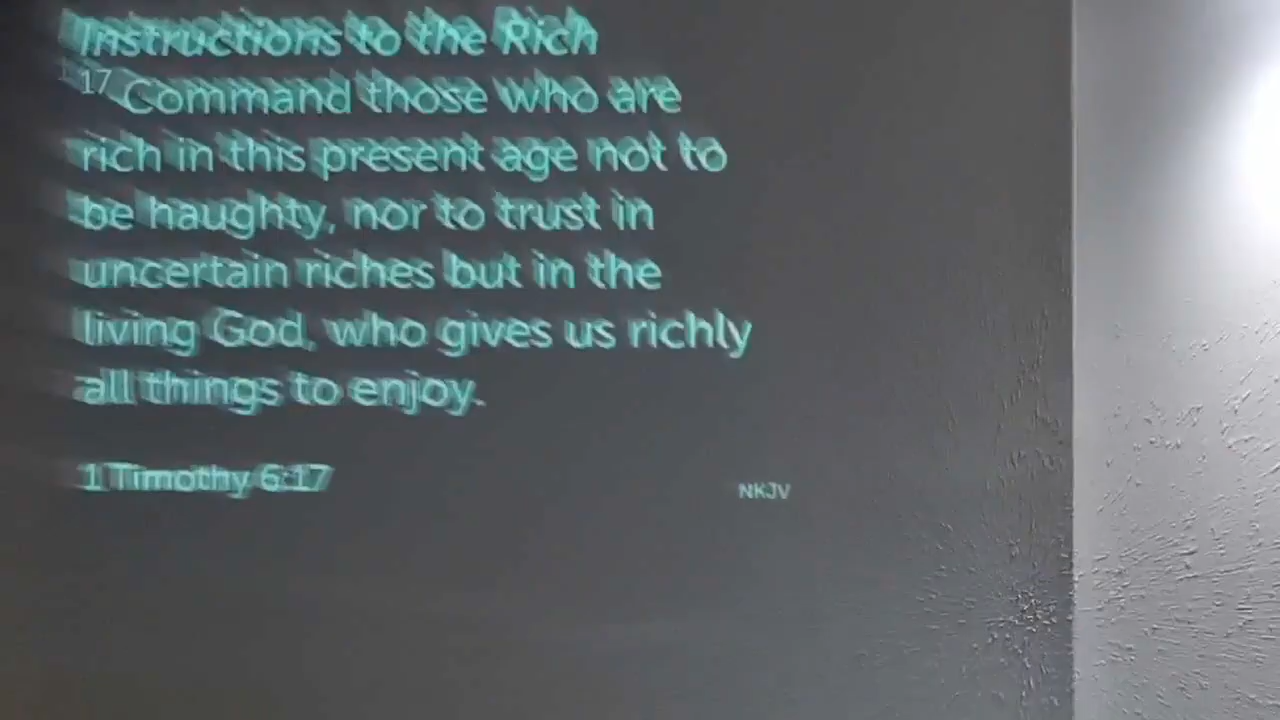 Instructions to the Rich
17 Command those who are
rich in this present age not to
be haughty, nor to trust in
uncertain riches but in the
living God, who gives us richly
all things to enjoy.
1 Timothy 6:17
NKJV